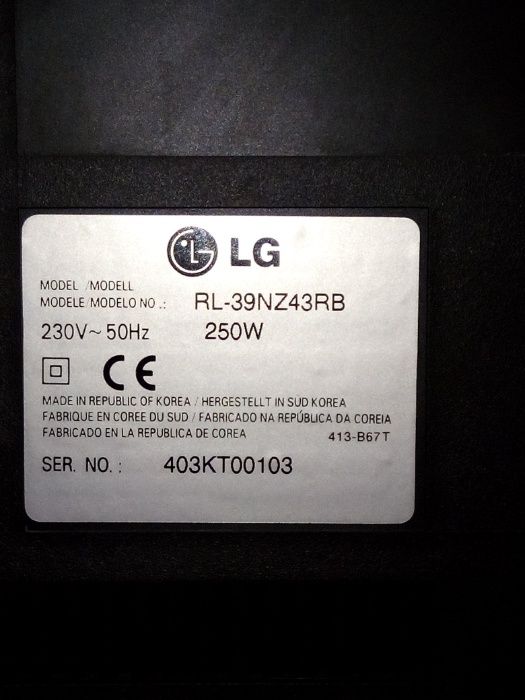 LG
MODEL /MODELL
MODELE/MODELO NO.: RL-39NZ43RB
230V~ 50Hz 250W
CE
MADE IN REPUBLIC OF KOREA / HERGESTELLT IN SUD KOREA
FABRIQUE EN COREE DU SUD / FABRICADO NA REPÚBLICA DA COREIA
FABRICADO EN LA REPUBLICA DE COREA 413-B67T
SER. NO. : 403KT00103